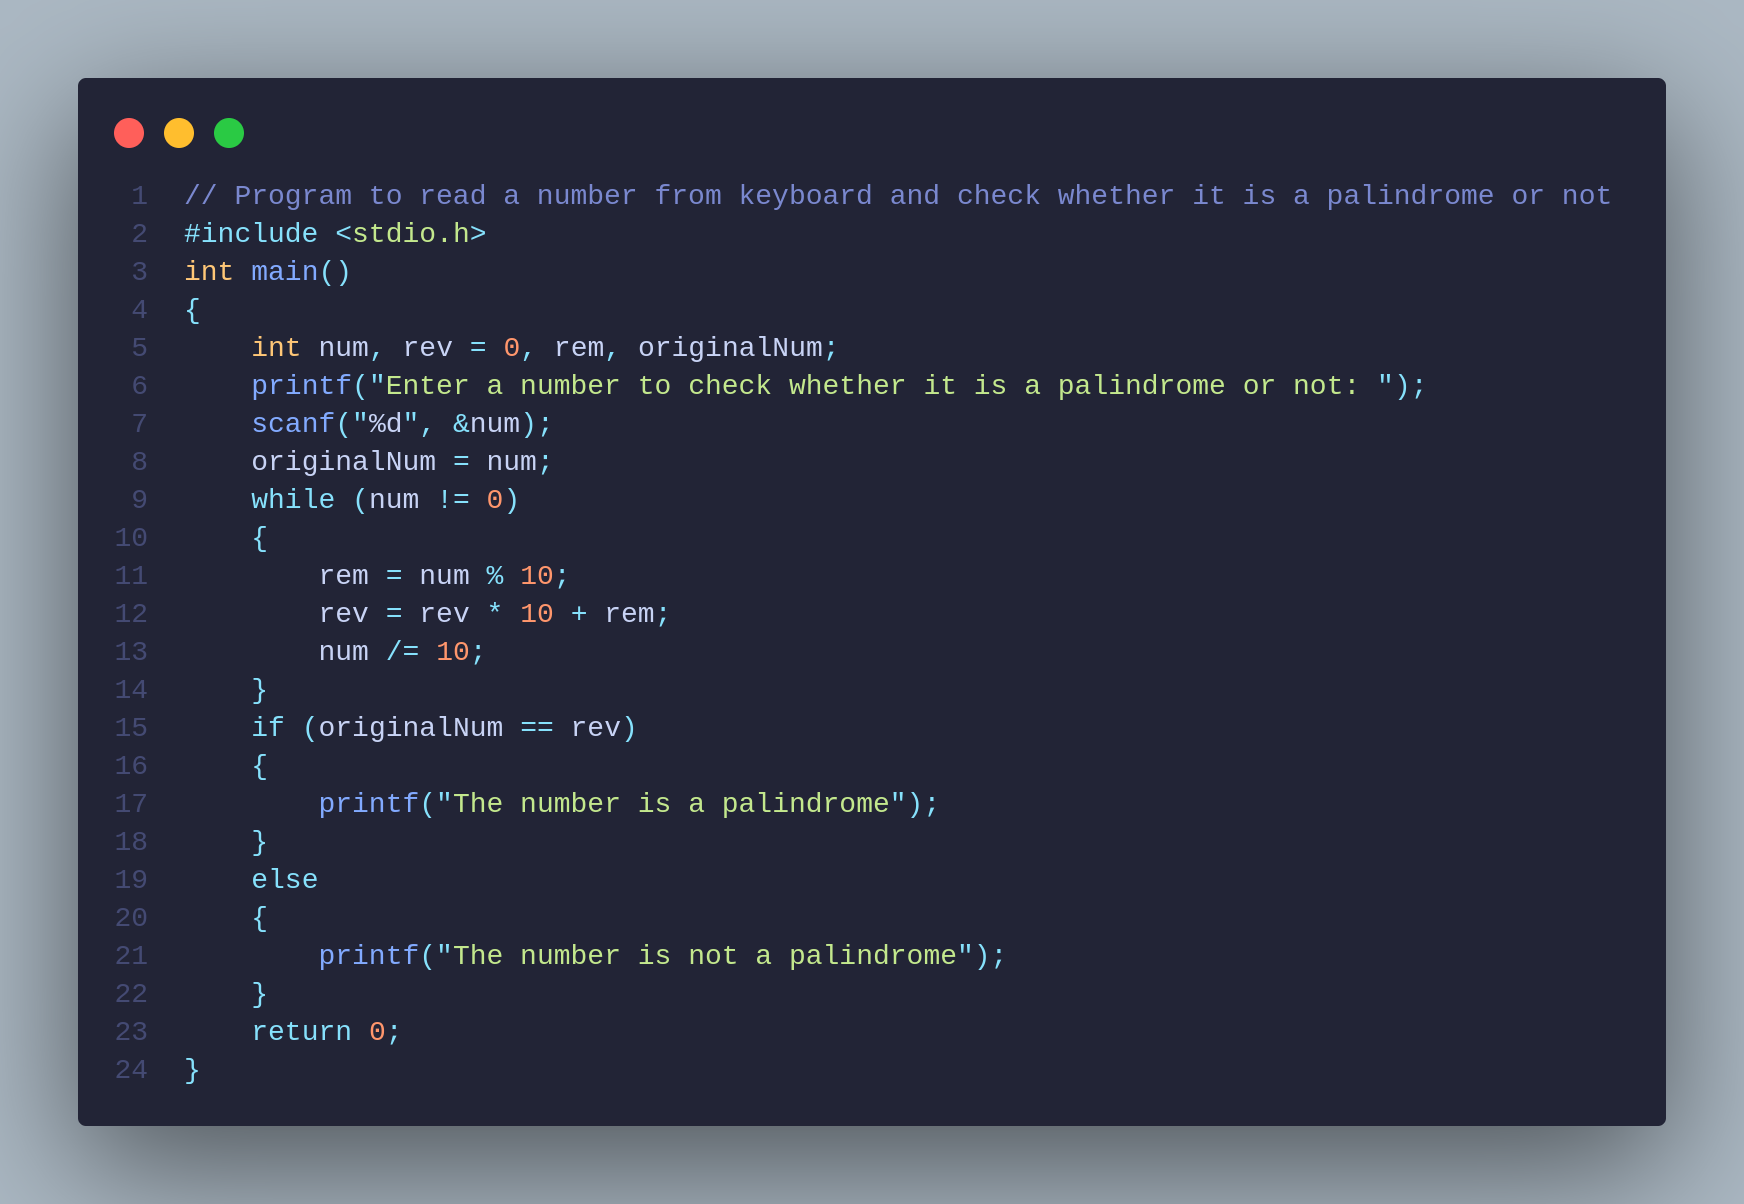 1 // Program to read a number from keyboard and check whether it is a palindrome or not
2 #include <stdio.h>
3 int main()
4 {
5     int num, rev = 0, rem, originalNum;
6     printf("Enter a number to check whether it is a palindrome or not: ");
7     scanf("%d", &num);
8     originalNum = num;
9     while (num != 0)
10     {
11         rem = num % 10;
12         rev = rev * 10 + rem;
13         num /= 10;
14     }
15     if (originalNum == rev)
16     {
17         printf("The number is a palindrome");
18     }
19     else
20     {
21         printf("The number is not a palindrome");
22     }
23     return 0;
24 }